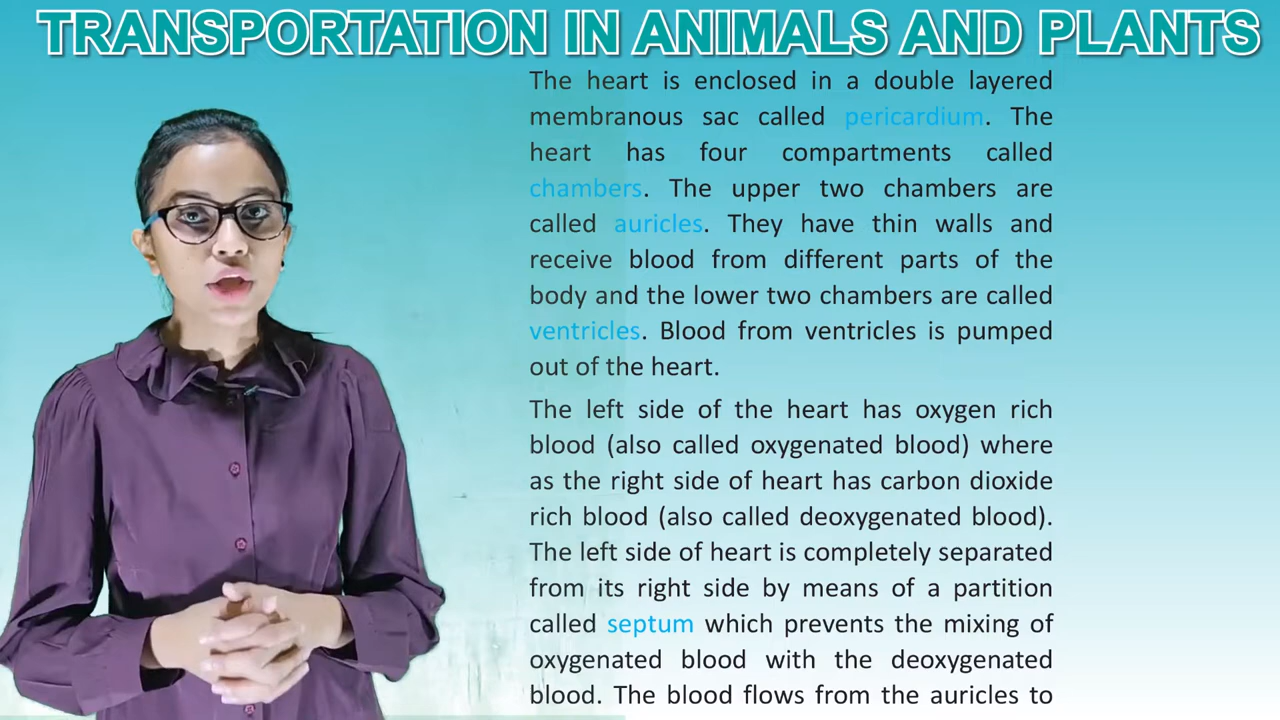 TRANSPORTATION IN ANIMALS AND PLANTS
The heart is enclosed in a double layered
membranous sac called pericardium. The
heart has four compartments called
chambers. The upper two chambers are
called auricles. They have thin walls and
receive blood from different parts of the
body and the lower two chambers are called
ventricles. Blood from ventricles is pumped
out of the heart.
The left side of the heart has oxygen rich
blood (also called oxygenated blood) where
as the right side of heart has carbon dioxide
rich blood (also called deoxygenated blood).
The left side of heart is completely separated
from its right side by means of a partition
called septum which prevents the mixing of
oxygenated blood with the deoxygenated
blood. The blood flows from the auricles to